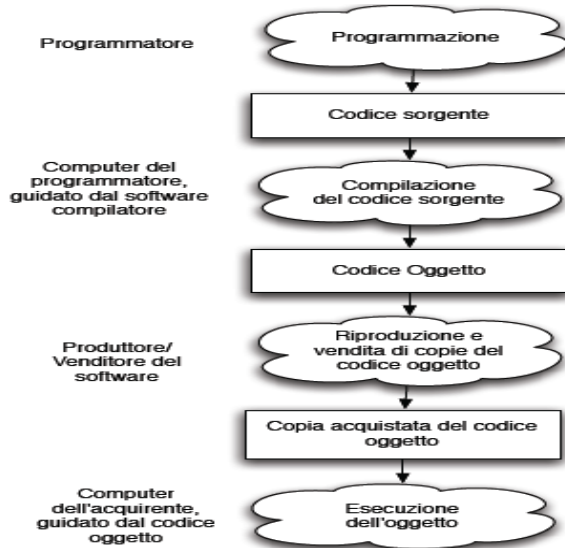 Programmatore
Programmazione
Codice sorgente
Computer del
programmatore,
guidato dal software
compilatore
Compilazione
del codice sorgente
Codice Oggetto
Produttore/
Venditore del
software
Riproduzione e
vendita di copie del
codice oggetto
Copia acquistata del codice
oggetto
Computer
dell'acquirente,
guidato dal codice
oggetto
Esecuzione
dell'oggetto